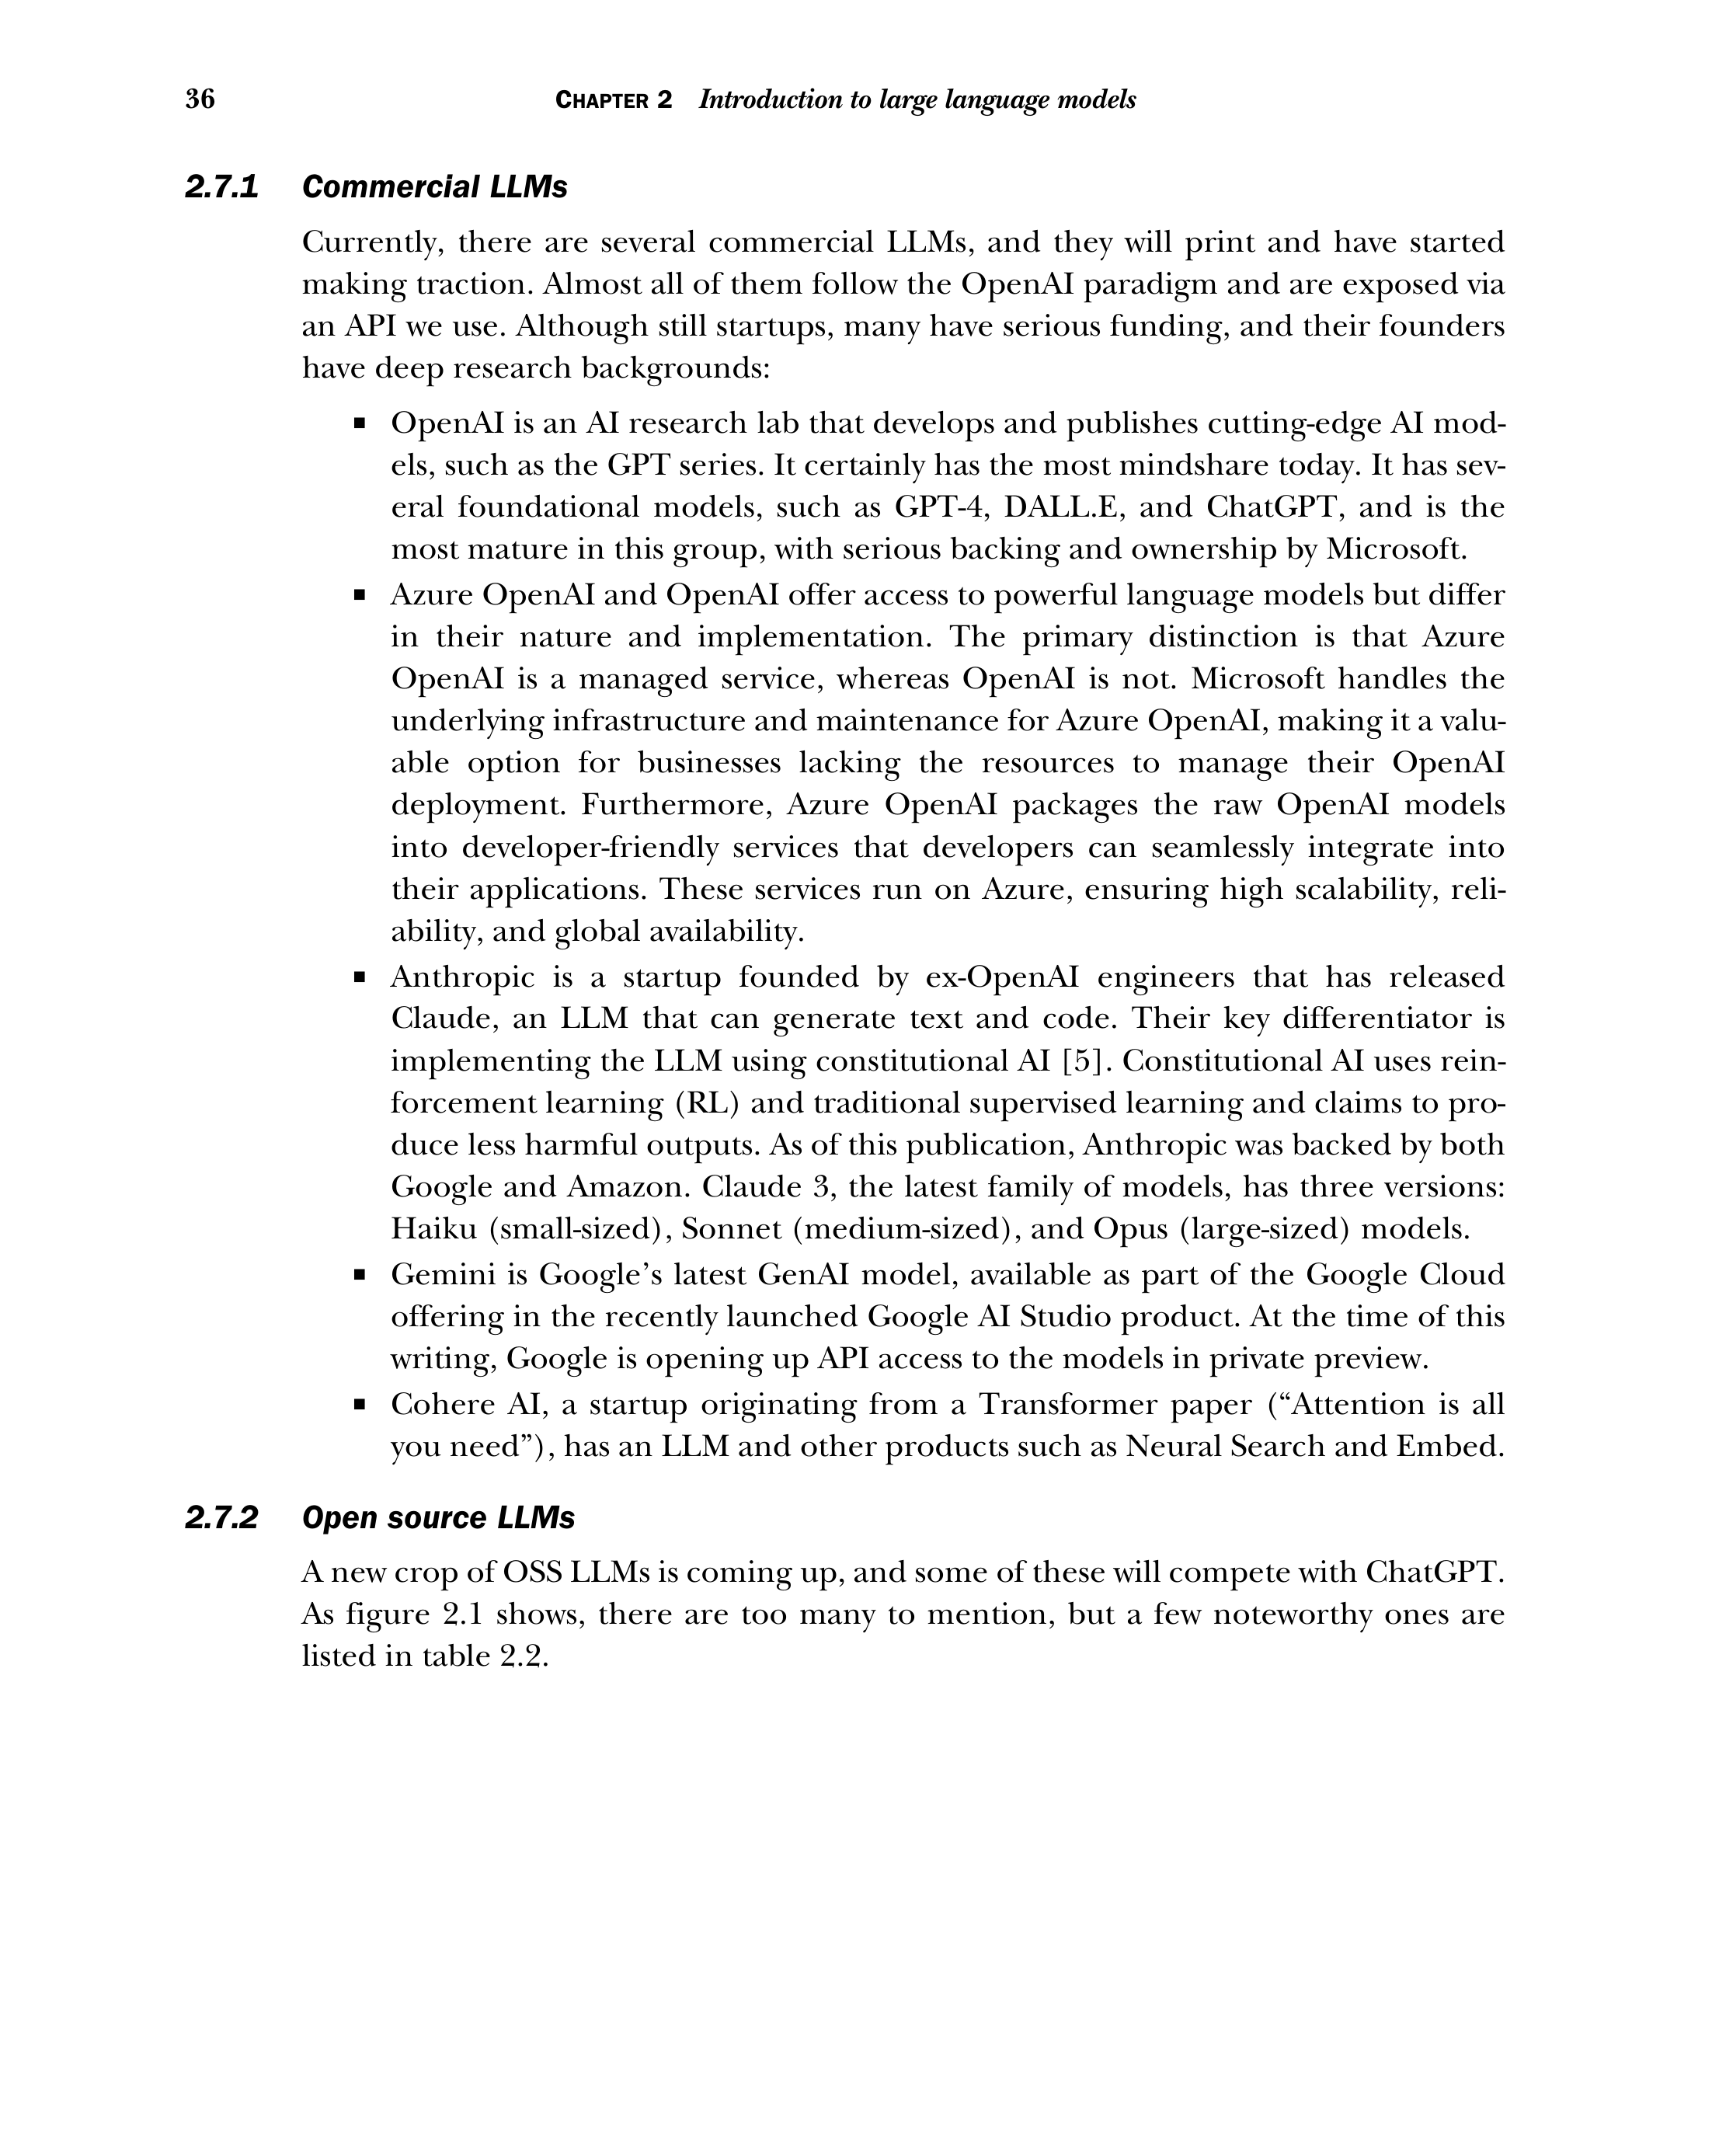 36 CHAPTER 2 Introduction to large language models
2.7.1 Commercial LLMs
Currently, there are several commercial LLMs, and they will print and have started
making traction. Almost all of them follow the OpenAI paradigm and are exposed via
an API we use. Although still startups, many have serious funding, and their founders
have deep research backgrounds:
▪ OpenAI is an AI research lab that develops and publishes cutting-edge AI mod-
els, such as the GPT series. It certainly has the most mindshare today. It has sev-
eral foundational models, such as GPT-4, DALL.E, and ChatGPT, and is the
most mature in this group, with serious backing and ownership by Microsoft.
▪ Azure OpenAI and OpenAI offer access to powerful language models but differ
in their nature and implementation. The primary distinction is that Azure
OpenAI is a managed service, whereas OpenAI is not. Microsoft handles the
underlying infrastructure and maintenance for Azure OpenAI, making it a valu-
able option for businesses lacking the resources to manage their OpenAI
deployment. Furthermore, Azure OpenAI packages the raw OpenAI models
into developer-friendly services that developers can seamlessly integrate into
their applications. These services run on Azure, ensuring high scalability, reli-
ability, and global availability.
▪ Anthropic is a startup founded by ex-OpenAI engineers that has released
Claude, an LLM that can generate text and code. Their key differentiator is
implementing the LLM using constitutional AI [5]. Constitutional AI uses rein-
forcement learning (RL) and traditional supervised learning and claims to pro-
duce less harmful outputs. As of this publication, Anthropic was backed by both
Google and Amazon. Claude 3, the latest family of models, has three versions:
Haiku (small-sized), Sonnet (medium-sized), and Opus (large-sized) models.
▪ Gemini is Google’s latest GenAI model, available as part of the Google Cloud
offering in the recently launched Google AI Studio product. At the time of this
writing, Google is opening up API access to the models in private preview.
▪ Cohere AI, a startup originating from a Transformer paper (“Attention is all
you need”), has an LLM and other products such as Neural Search and Embed.
2.7.2 Open source LLMs
A new crop of OSS LLMs is coming up, and some of these will compete with ChatGPT.
As figure 2.1 shows, there are too many to mention, but a few noteworthy ones are
listed in table 2.2.